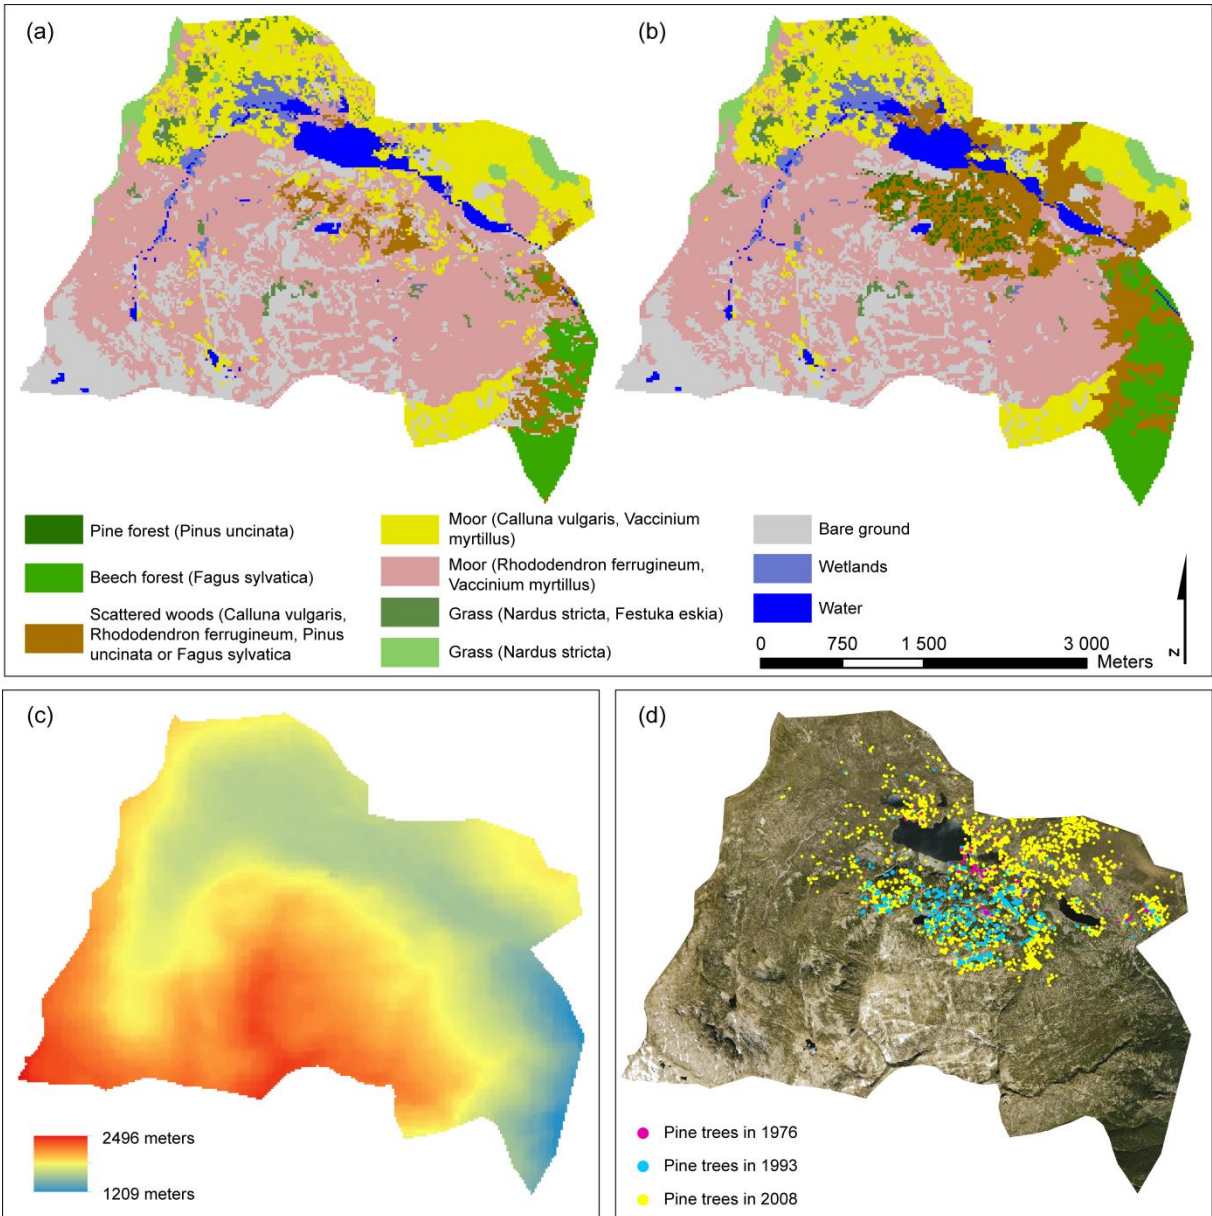 (a)
(b)
Pine forest (Pinus uncinata)
Beech forest (Fagus sylvatica)
Scattered woods (Calluna vulgaris,
Rhododendron ferrugineum, Pinus
uncinata or Fagus sylvatica
Moor (Calluna vulgaris, Vaccinium
myrtillus)
Moor (Rhododendron ferrugineum,
Vaccinium myrtillus)
Grass (Nardus stricta, Festuka eskia)
Grass (Nardus stricta)
Bare ground
Wetlands
Water
0 750 1 500 3 000
Meters
N
(c)
2496 meters
1209 meters
(d)
Pine trees in 1976
Pine trees in 1993
Pine trees in 2008